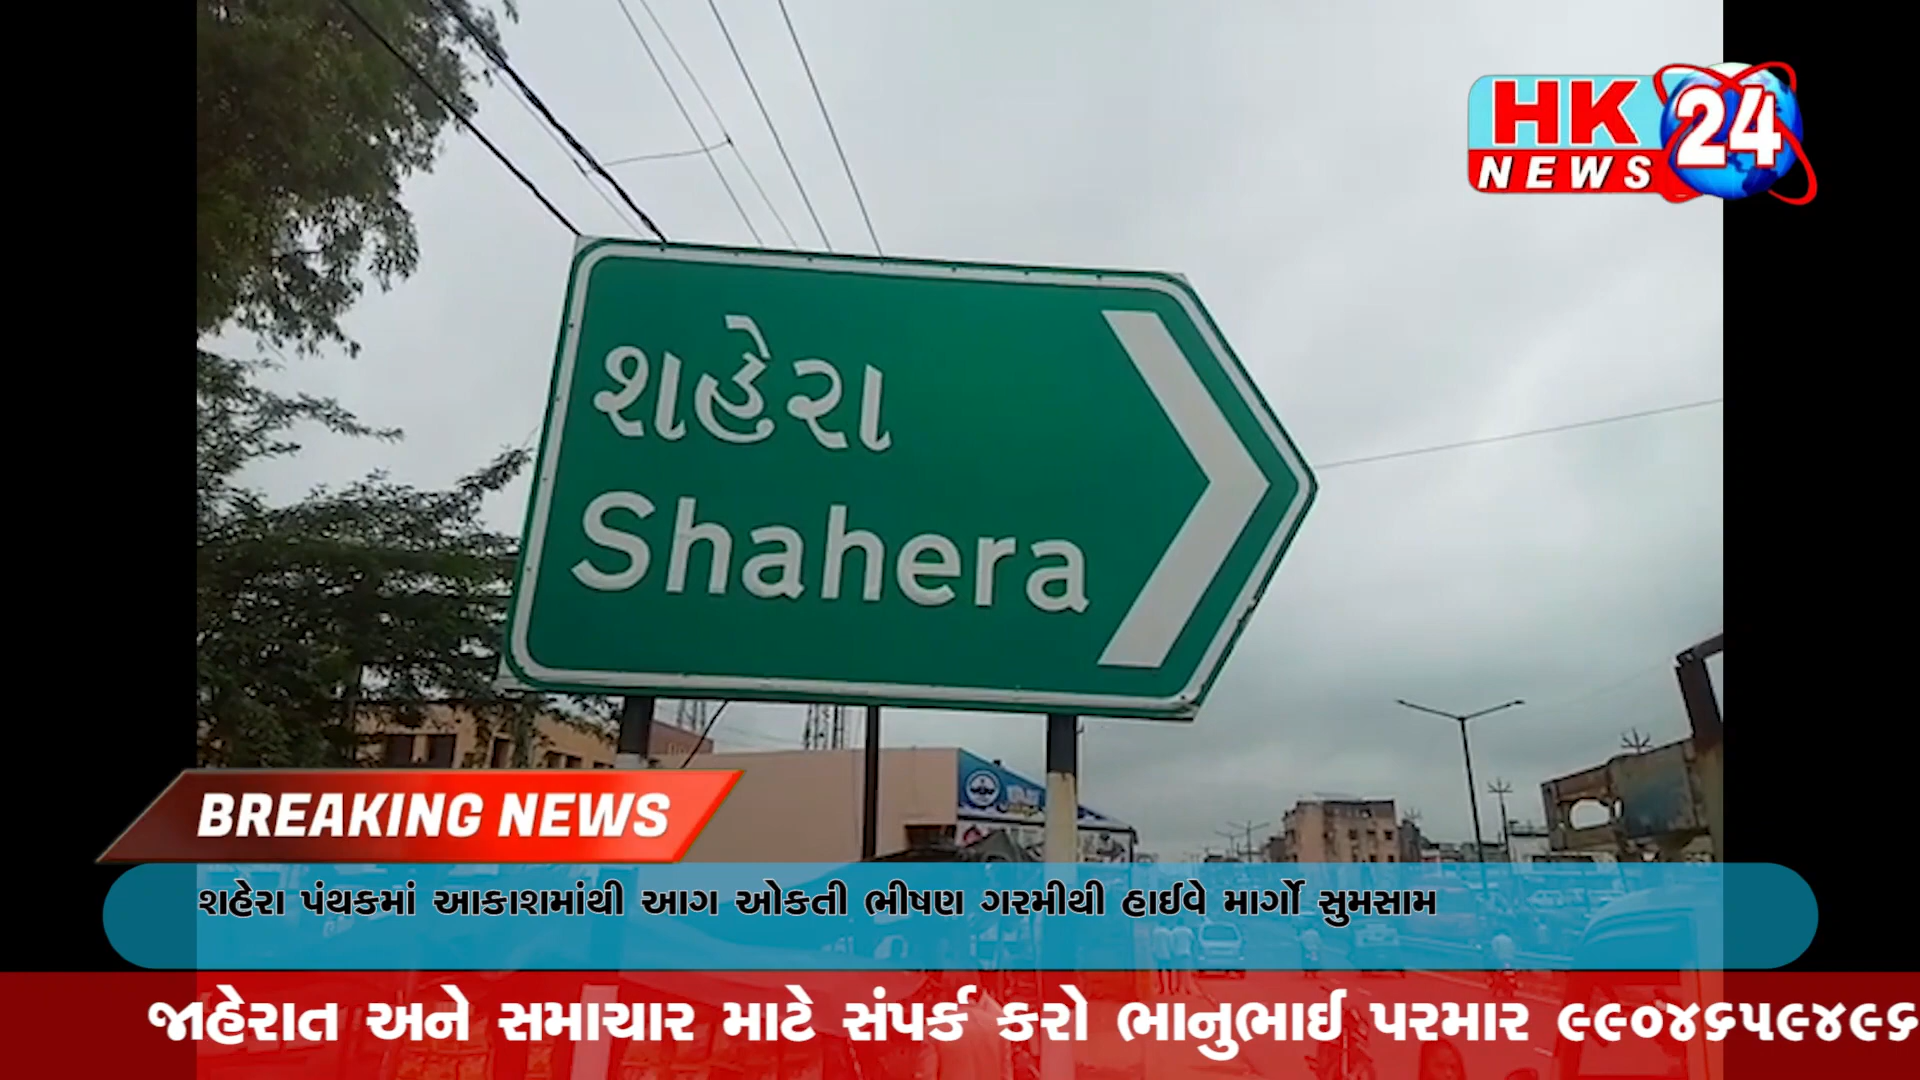 HK
NEWS
24
શહેરા
Shahera
BREAKING NEWS
શહેરા પંથકમાં આકાશમાંથી આગ ઓકતી ભીષણ ગરમીથી હાઈવે માર્ગો સુમસામ
જાહેરાત અને સમાચાર માટે સંપર્ક કરો ભાનુભાઈ પરમાર ૯૯૦૪૬૫૯૪૯૬